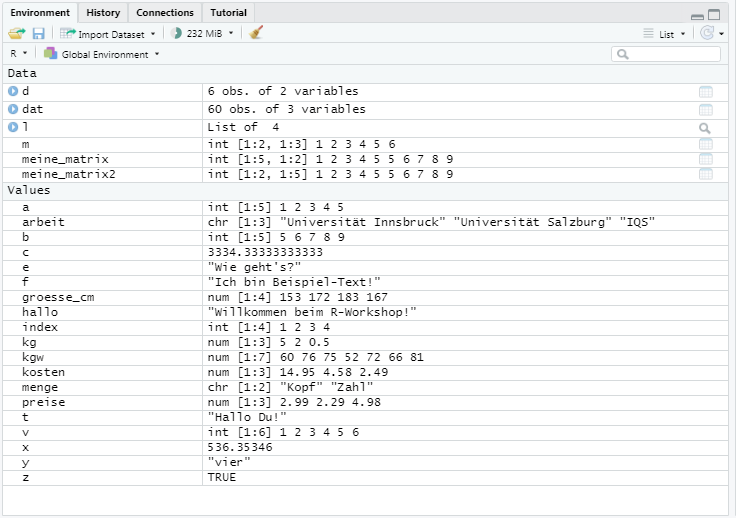 Environment History Connections Tutorial
Import Dataset 232 MiB List
R Global Environment
Data
d 6 obs. of 2 variables
dat 60 obs. of 3 variables
l List of 4
m int [1:2, 1:3] 1 2 3 4 5 6
meine_matrix int [1:5, 1:2] 1 2 3 4 5 5 6 7 8 9
meine_matrix2 int [1:2, 1:5] 1 2 3 4 5 5 6 7 8 9
Values
a int [1:5] 1 2 3 4 5
arbeit chr [1:3] "Universität Innsbruck" "Universität Salzburg" "IQS"
b int [1:5] 5 6 7 8 9
c 3334.33333333333
e "Wie geht's?"
f "Ich bin Beispiel-Text!"
groesse_cm num [1:4] 153 172 183 167
hallo "Willkommen beim R-Workshop!"
index int [1:4] 1 2 3 4
kg num [1:3] 5 2 0.5
kgw num [1:7] 60 76 75 52 72 66 81
kosten num [1:3] 14.95 4.58 2.49
menge chr [1:2] "Kopf" "Zahl"
preise num [1:3] 2.99 2.29 4.98
t "Hallo Du!"
v int [1:6] 1 2 3 4 5 6
x 536.35346
y "vier"
z TRUE